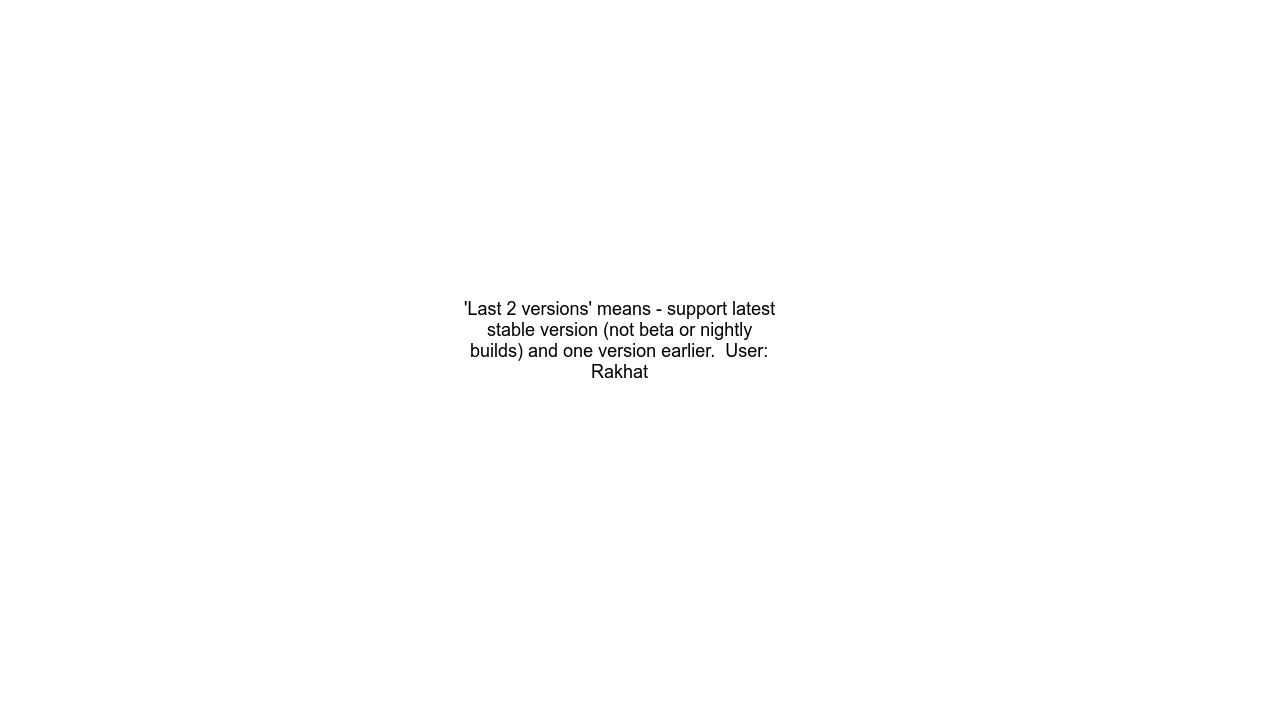 'Last 2 versions' means - support latest
stable version (not beta or nightly
builds) and one version earlier.  User:
Rakhat